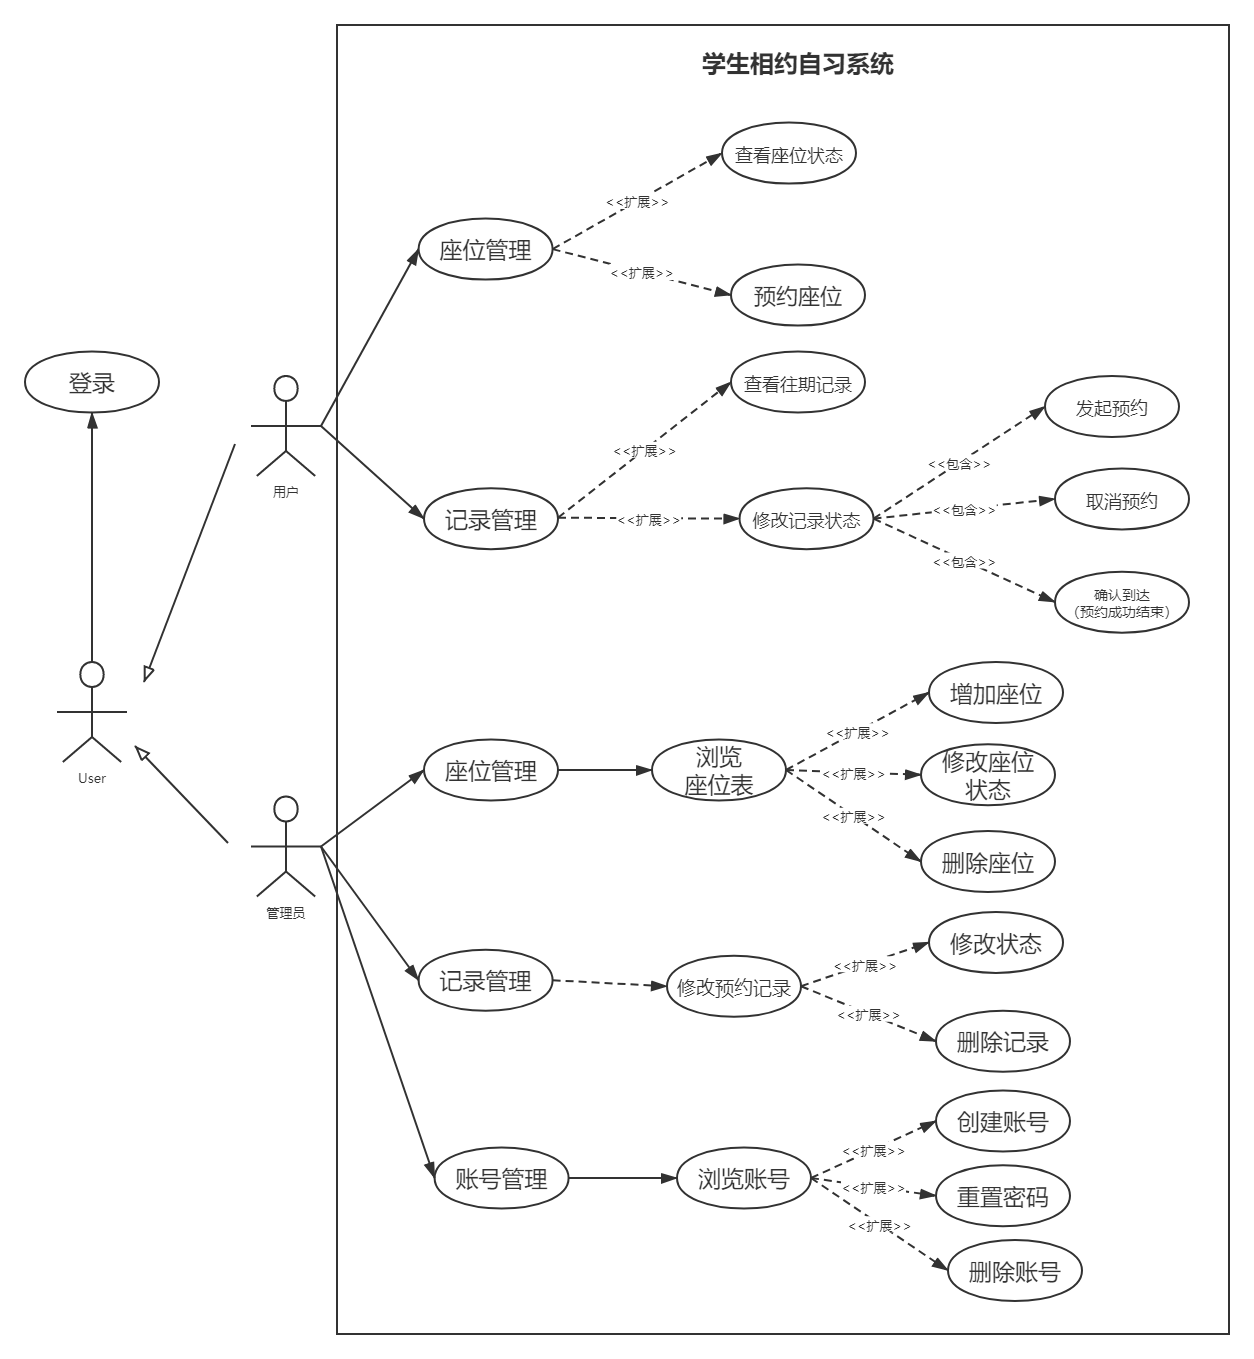 学生相约自习系统
查看座位状态
<<扩展>>
座位管理
<<扩展>>
预约座位
登录
用户
查看往期记录
<<扩展>>
记录管理
<<扩展>>
修改记录状态
发起预约
<<包含>>
取消预约
<<包含>>
<<包含>>
确认到达
（预约成功结束）
User
管理员
座位管理
浏览
座位表
增加座位
<<扩展>>
修改座位
状态
<<扩展>>
<<扩展>>
删除座位
记录管理
修改预约记录
修改状态
<<扩展>>
<<扩展>>
删除记录
账号管理
浏览账号
创建账号
<<扩展>>
<<扩展>>
重置密码
<<扩展>>
删除账号